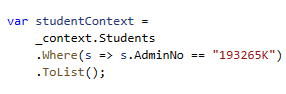 var studentContext =
_context.Students
.Where(s => s.AdminNo == "193265K")
.ToList();